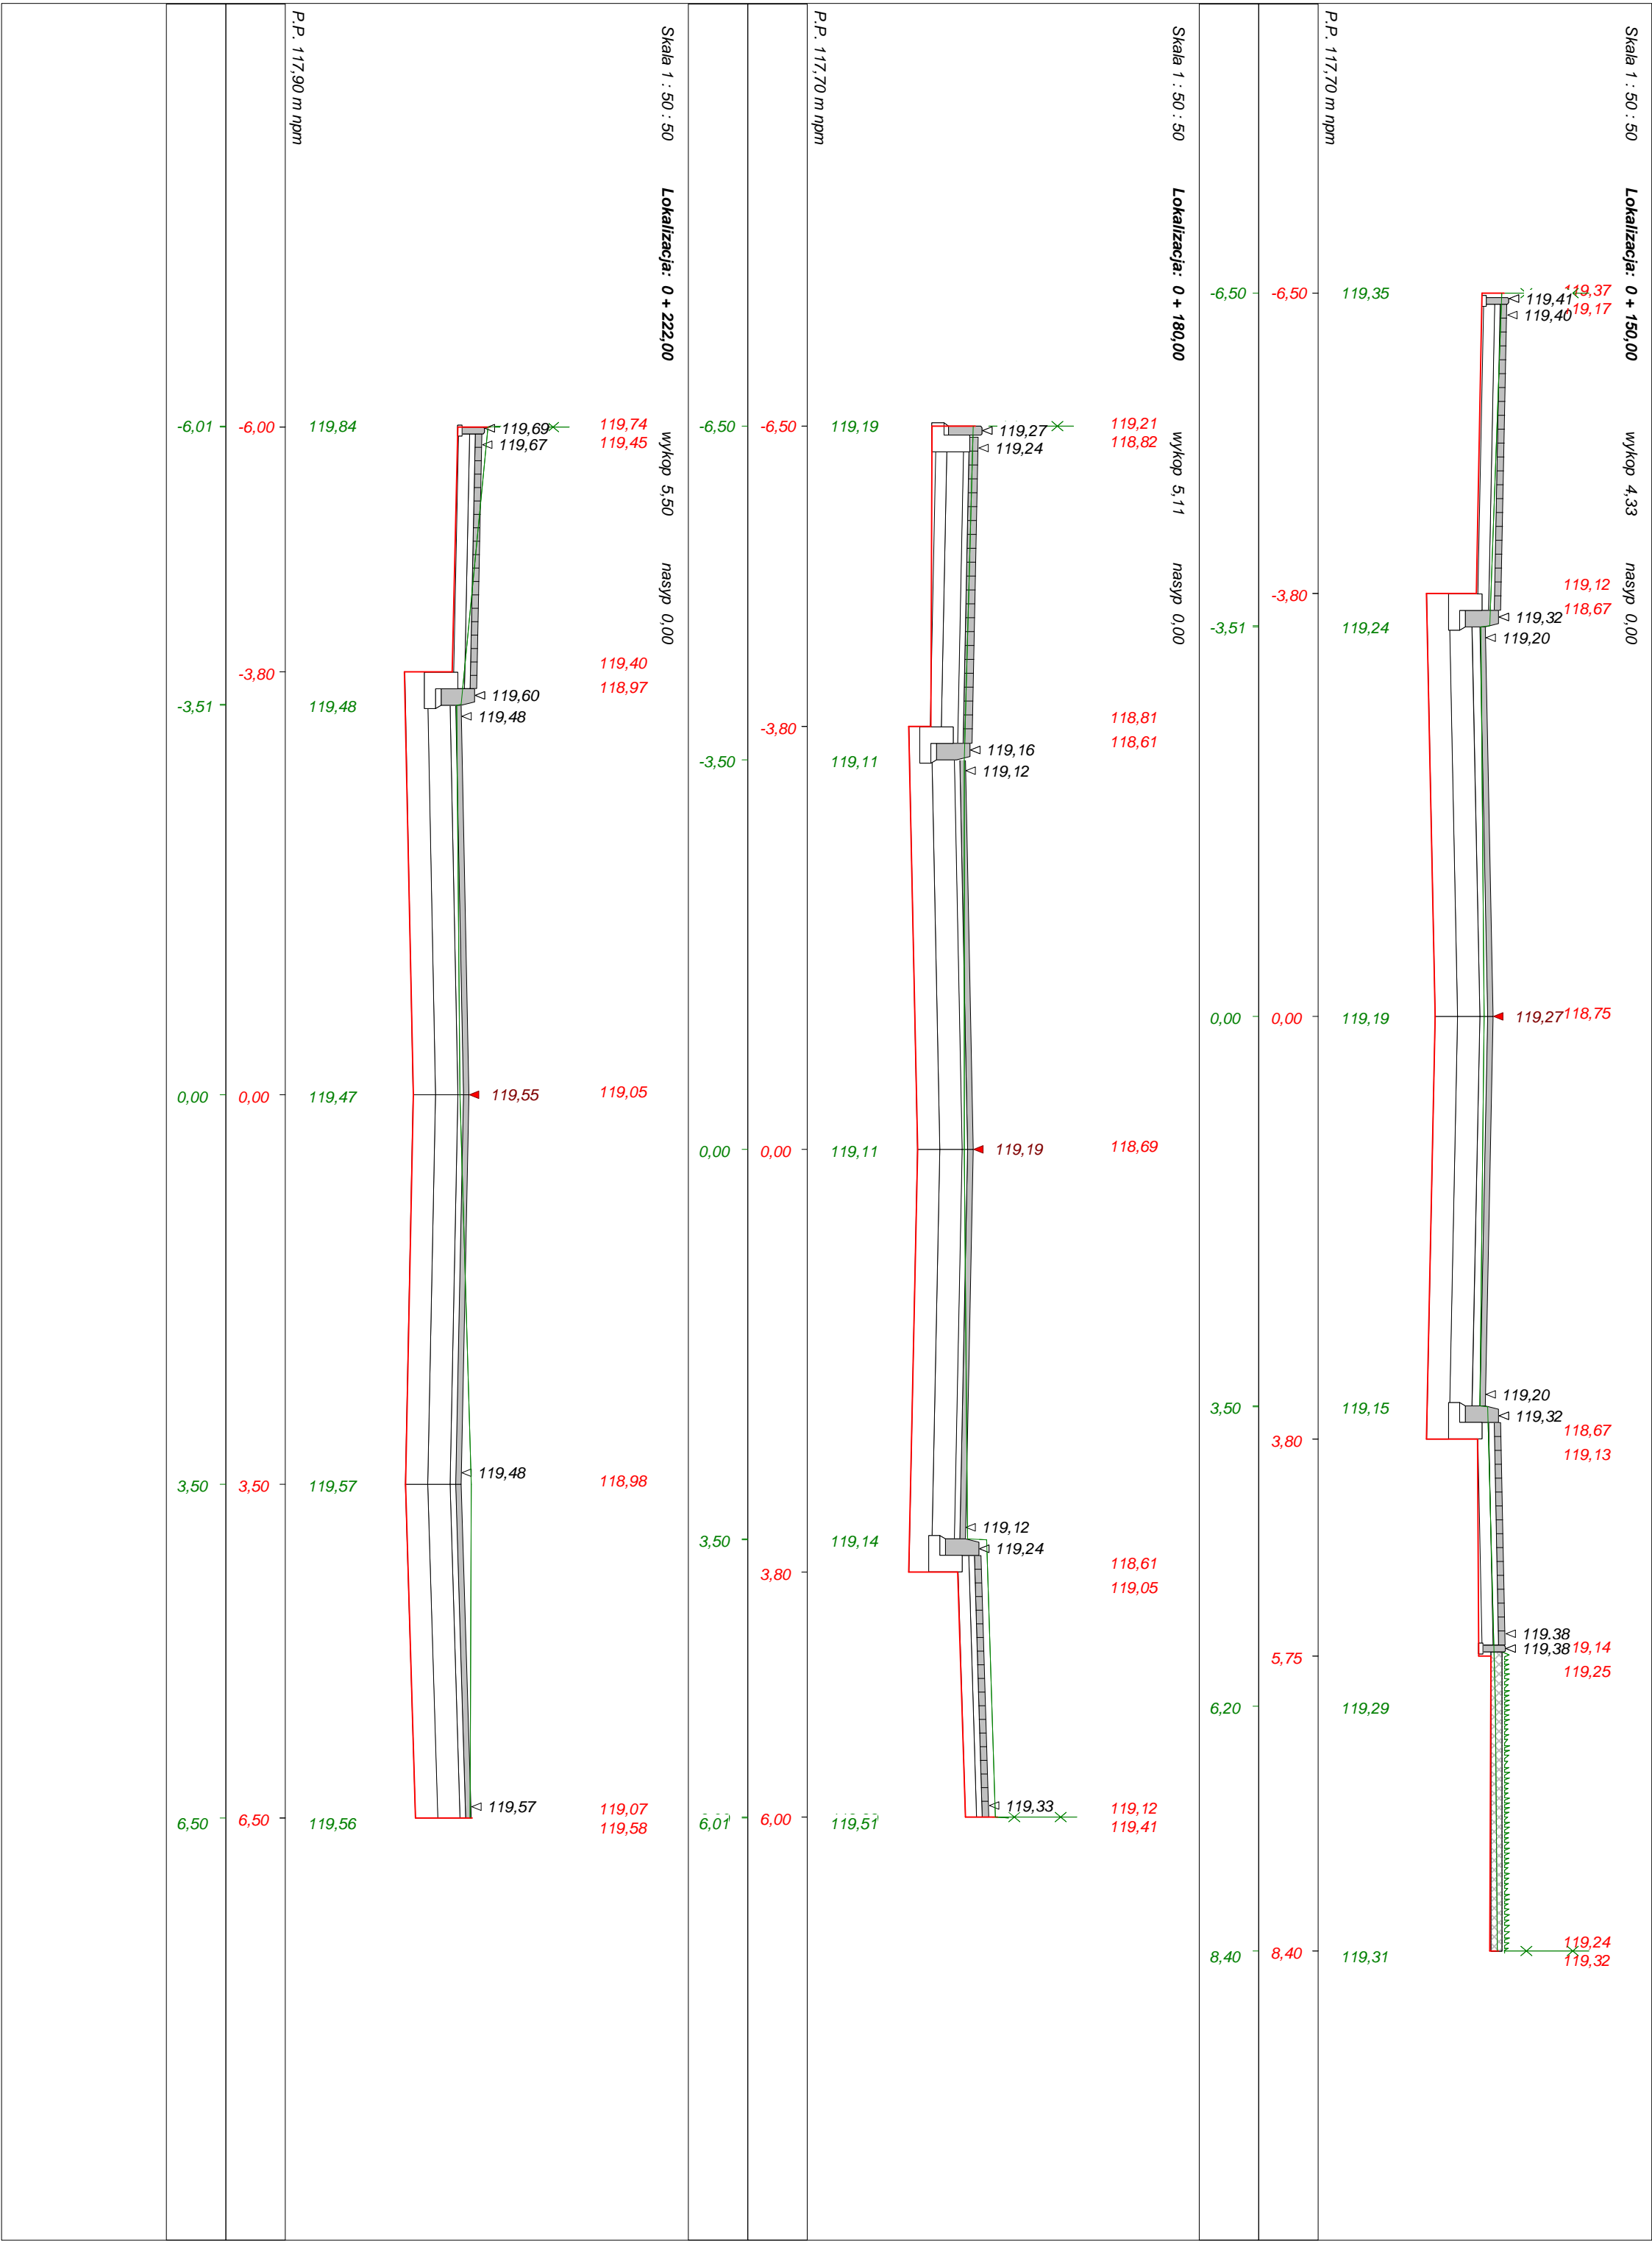 Skala 1 : 50 : 50 Lokalizacja: 0 + 150,00 wykop 4,33 nasyp 0,00
119,37 119,12 118,75 118,67 119,14 119,24
118,67 119,13 119,25 119,32
119,41 119,32 119,27 119,20 119.38
119,40 119,20 119,32 119,38
P.P. 117,70 m npm
119,35 119,24 119,19 119,15 119,29 119,31
-6,50 -3,80 0,00 3,80 5,75 8,40
-6,50 -3,51 0,00 3,50 6,20 8,40
Skala 1 : 50 : 50 Lokalizacja: 0 + 180,00 wykop 5,11 nasyp 0,00
119,21 118,82 118,81 118,61 118,69 118,61 119,05 119,12 119,41
119,27 119,24 119,16 119,12 119,19 119,12 119,24 119,33
P.P. 117,70 m npm
119,19 119,11 119,11 119,14 119,51
-6,50 -3,80 0,00 3,80 6,00
-6,50 -3,50 0,00 3,50 6,01
Skala 1 : 50 : 50 Lokalizacja: 0 + 222,00 wykop 5,50 nasyp 0,00
119,74 119,45 119,40 118,97 119,05 118,98 119,07 119,58
119,69 119,67 119,60 119,48 119,55 119,48 119,57
P.P. 117,90 m npm
119,84 119,48 119,47 119,57 119,56
-6,00 -3,80 0,00 3,50 6,50
-6,01 -3,51 0,00 3,50 6,50